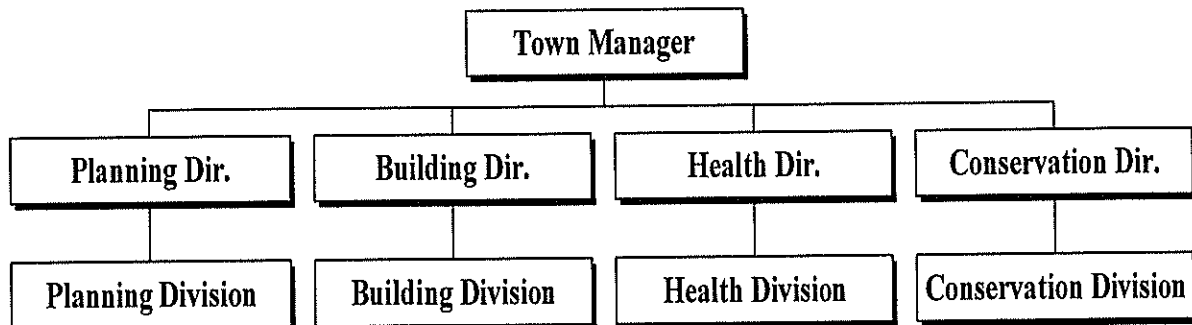 Town Manager
Planning Dir.
Building Dir.
Health Dir.
Conservation Dir.
Planning Division
Building Division
Health Division
Conservation Division